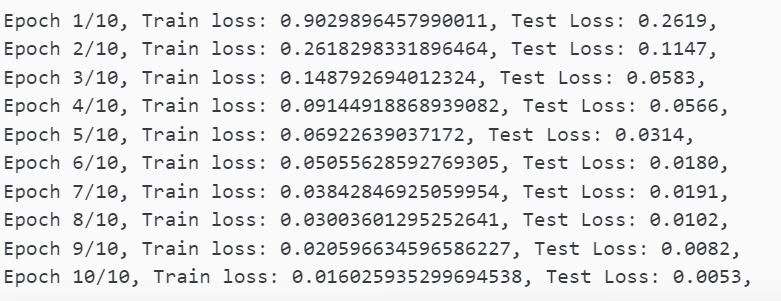 Epoch 1/10, Train loss: 0.9029896457990011, Test Loss: 0.2619,
Epoch 2/10, Train loss: 0.2618298331896464, Test Loss: 0.1147,
Epoch 3/10, Train loss: 0.148792694012324, Test Loss: 0.0583,
Epoch 4/10, Train loss: 0.09144918868939082, Test Loss: 0.0566,
Epoch 5/10, Train loss: 0.06922639037172, Test Loss: 0.0314,
Epoch 6/10, Train loss: 0.05055628592769305, Test Loss: 0.0180,
Epoch 7/10, Train loss: 0.03842846925059954, Test Loss: 0.0191,
Epoch 8/10, Train loss: 0.03003601295252641, Test Loss: 0.0102,
Epoch 9/10, Train loss: 0.020596634596586227, Test Loss: 0.0082,
Epoch 10/10, Train loss: 0.016025935299694538, Test Loss: 0.0053,